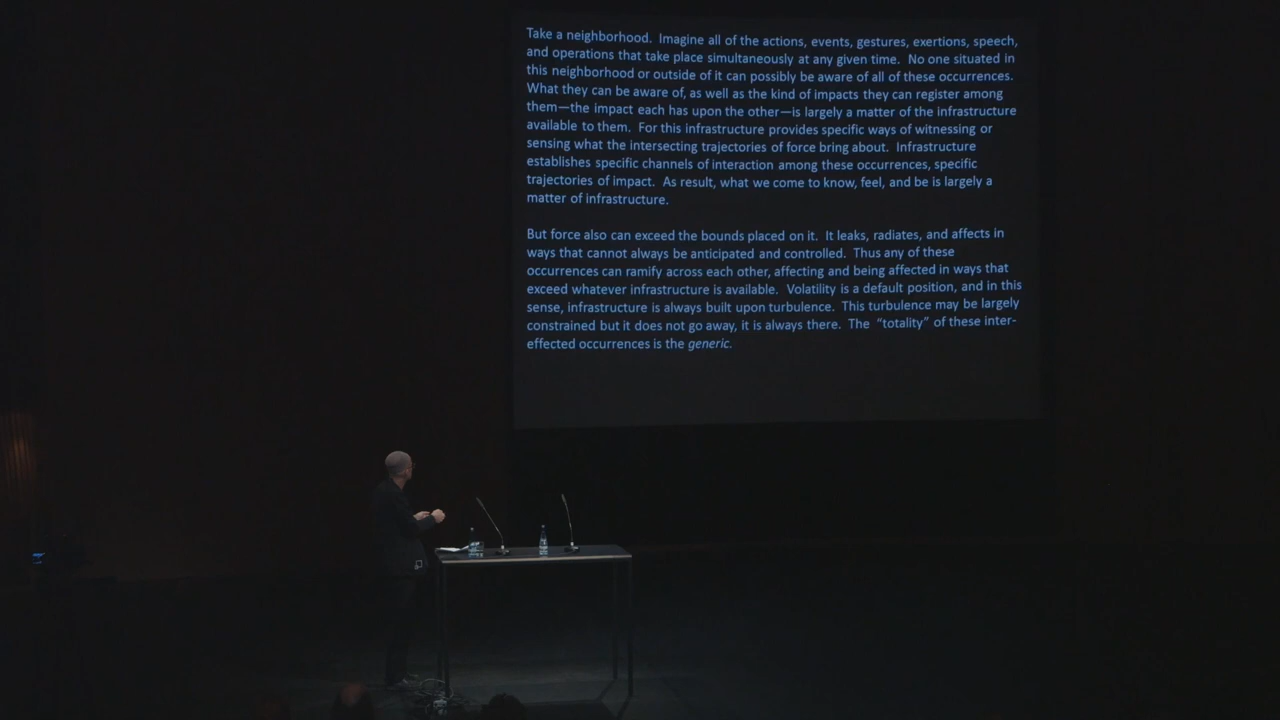 Take a neighborhood.  Imagine all of the actions, events, gestures, exertions, speech,
and operations that take place simultaneously at any given time.  No one situated in
this neighborhood or outside of it can possibly be aware of all of these occurrences.
What they can be aware of, as well as the kind of impacts they can register among
them—the impact each has upon the other—is largely a matter of the infrastructure
available to them.  For this infrastructure provides specific ways of witnessing or
sensing what the intersecting trajectories of force bring about.  Infrastructure
establishes specific channels of interaction among these occurrences, specific
trajectories of impact.  As result, what we come to know, feel, and be is largely a
matter of infrastructure.
But force also can exceed the bounds placed on it.  It leaks, radiates, and affects in
ways that cannot always be anticipated and controlled.  Thus any of these
occurrences can ramify across each other, affecting and being affected in ways that
exceed whatever infrastructure is available.  Volatility is a default position, and in this
sense, infrastructure is always built upon turbulence.  This turbulence may be largely
constrained but it does not go away, it is always there.  The “totality” of these inter-
effected occurrences is the generic.